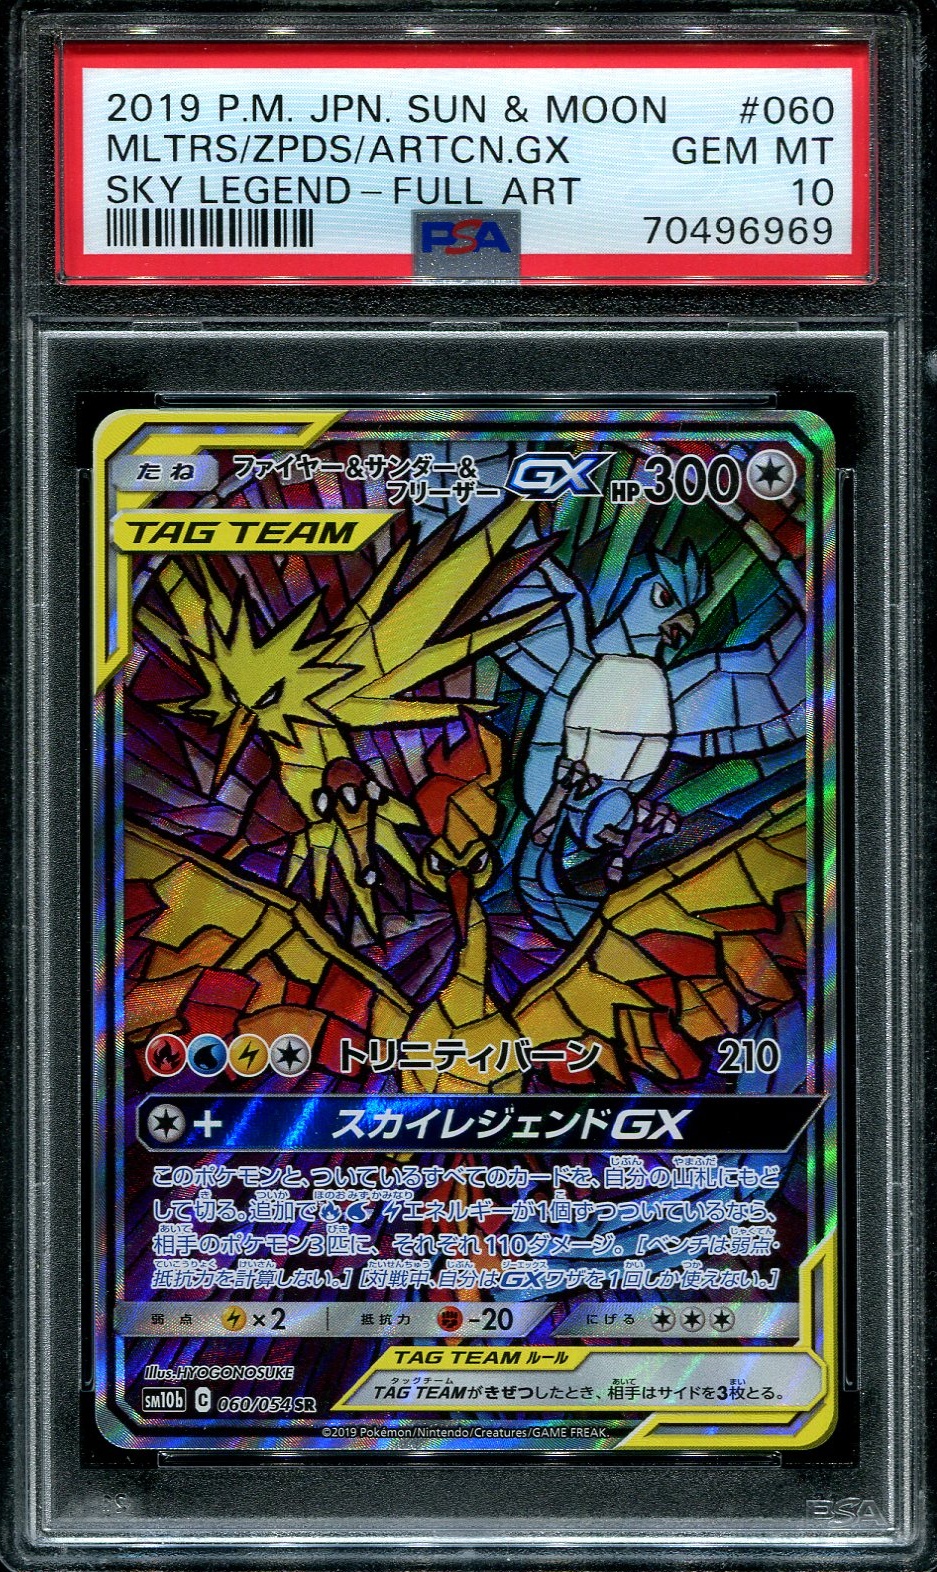 2019 P.M. JPN. SUN & MOON #060
MLTRS/ZPDS/ARTCN.GX GEM MT
SKY LEGEND-FULL ART 10
PSA 70496969
たね ファイヤー&サンダー&
フリーザー GX HP300
TAG TEAM
トリニティバーン 210
+ スカイレジェンドGX
このポケモンと、ついているすべてのカードを、自分の山札にもど
して切る。追加でエネルギーが1個ずつついているなら、
相手のポケモン3匹に、それぞれ110ダメージ。[ベンチは弱点・
抵抗力を計算しない。] [対戦中、自分はGXワザを1回しか使えない。]
弱点 ×2 抵抗力 -20 にげる
TAG TEAM ルール
TAG TEAMがきぜつしたとき、相手はサイドを3枚とる。
illus.HYOGONOSUKE
sm10b C 060/054 SR
©2019 Pokémon/Nintendo/Creatures/GAME FREAK.
PSA